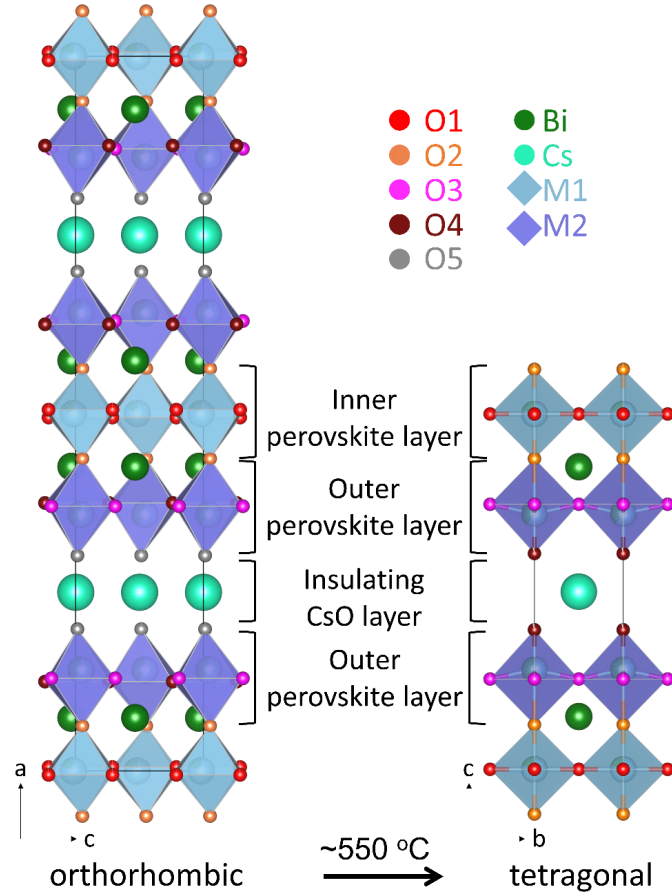 O1
O2
O3
O4
O5
Bi
Cs
M1
M2
Inner
perovskite layer
Outer
perovskite layer
Insulating
CsO layer
Outer
perovskite layer
a
c
c
b
orthorhombic
~550 °C
tetragonal